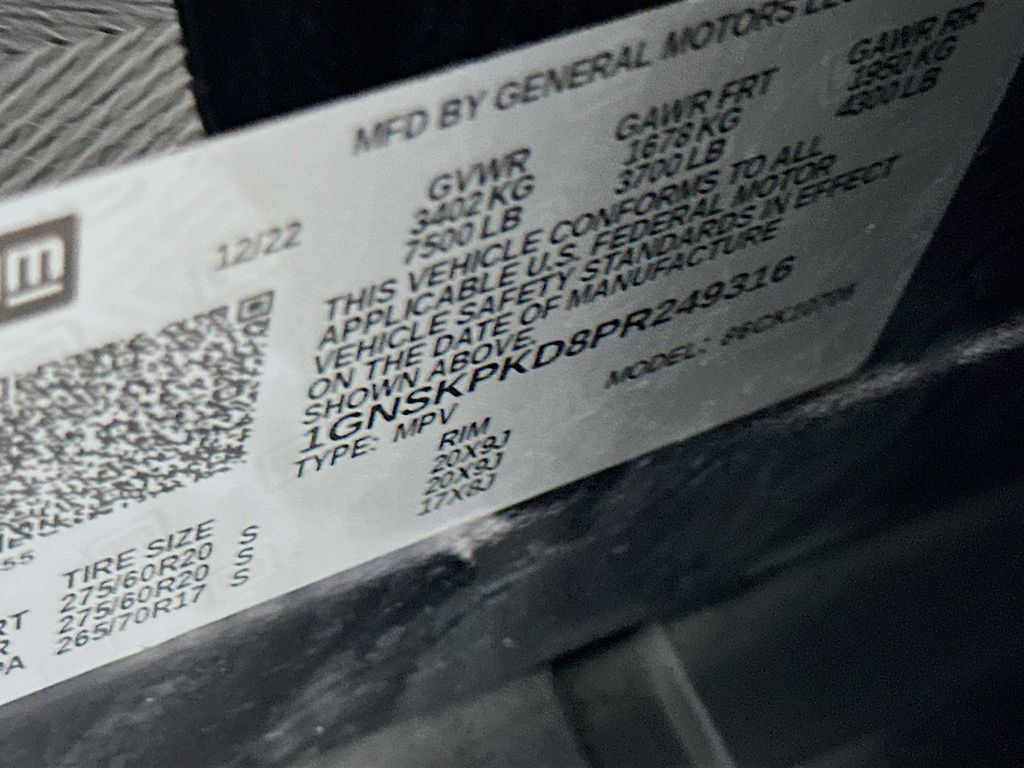 MFD BY GENERAL MOTORS
12/22
GVWR GAWR FRT GAWR RR
3402 KG 1678 KG 1950 KG
7500 LB 3700 LB 4300 LB
THIS VEHICLE CONFORMS TO ALL
APPLICABLE U.S. FEDERAL MOTOR
VEHICLE SAFETY STANDARDS IN EFFECT
ON THE DATE OF MANUFACTURE
SHOWN ABOVE.
1GNSKPKD8PR249316
TYPE: MPV MODEL:
TIRE SIZE RIM
275/60R20 S 20X9J
275/60R20 S 20X9J
265/70R17 S 17X8J